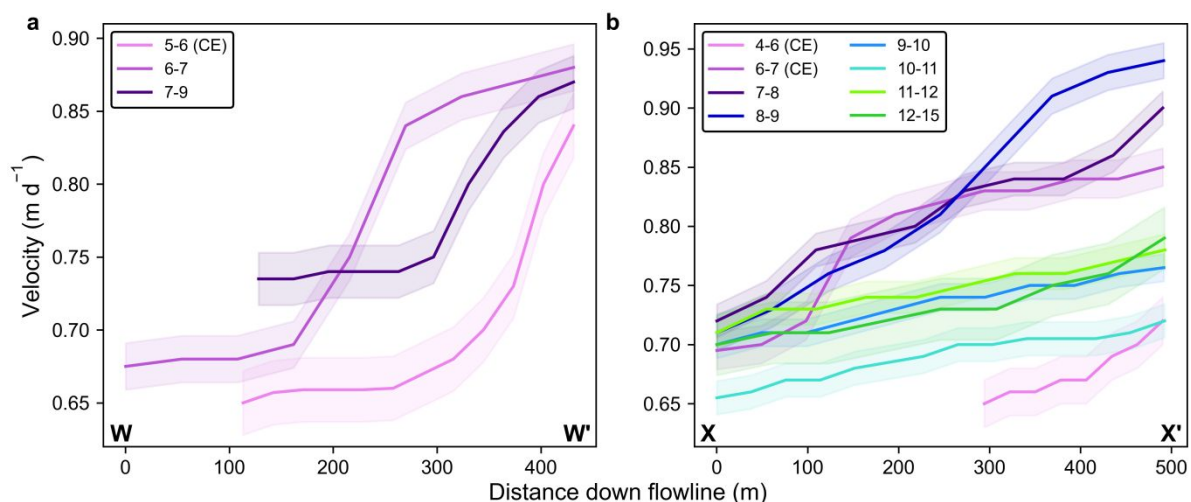 a
5-6 (CE)
6-7
7-9
0.90
0.85
0.80
0.75
0.70
0.65
Velocity (m d⁻¹)
W
W'
0
100
200
300
400
b
4-6 (CE)
6-7 (CE)
7-8
8-9
9-10
10-11
11-12
12-15
0.95
0.90
0.85
0.80
0.75
0.70
0.65
X
X'
0
100
200
300
400
500
Distance down flowline (m)